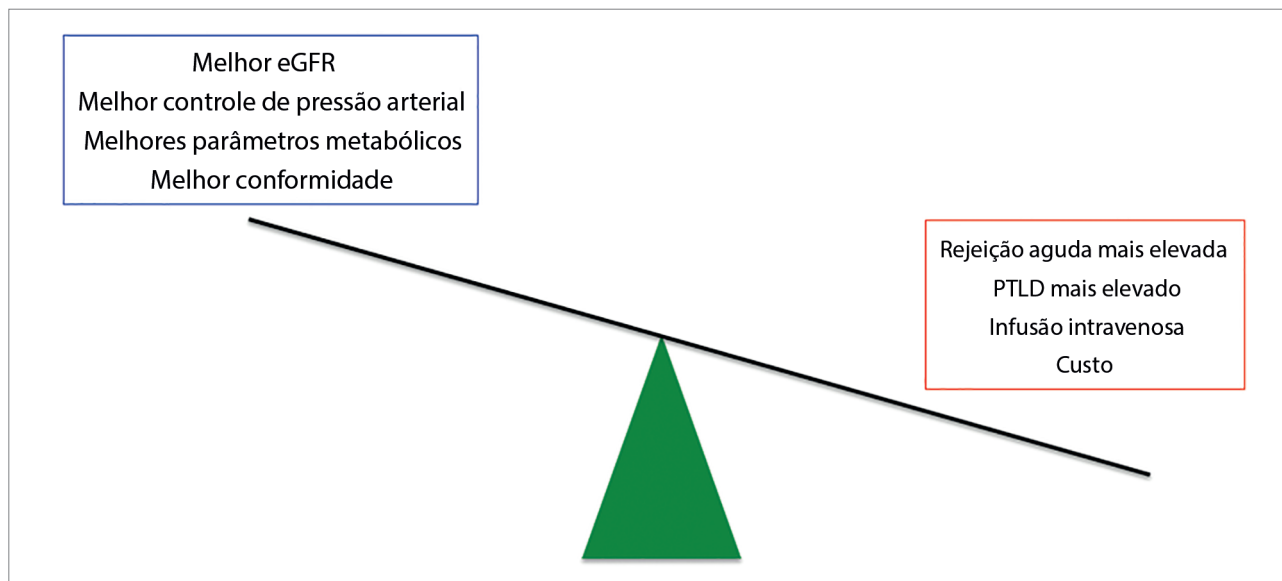 Melhor eGFR
Melhor controle de pressão arterial
Melhores parâmetros metabólicos
Melhor conformidade
Rejeição aguda mais elevada
PTLD mais elevado
Infusão intravenosa
Custo